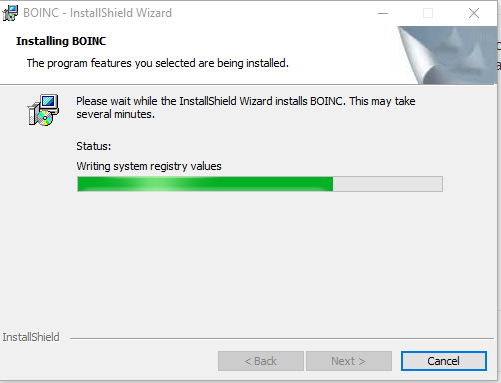 BOINC - InstallShield Wizard
Installing BOINC
The program features you selected are being installed.
Please wait while the InstallShield Wizard installs BOINC. This may take
several minutes.
Status:
Writing system registry values
InstallShield
< Back
Next >
Cancel